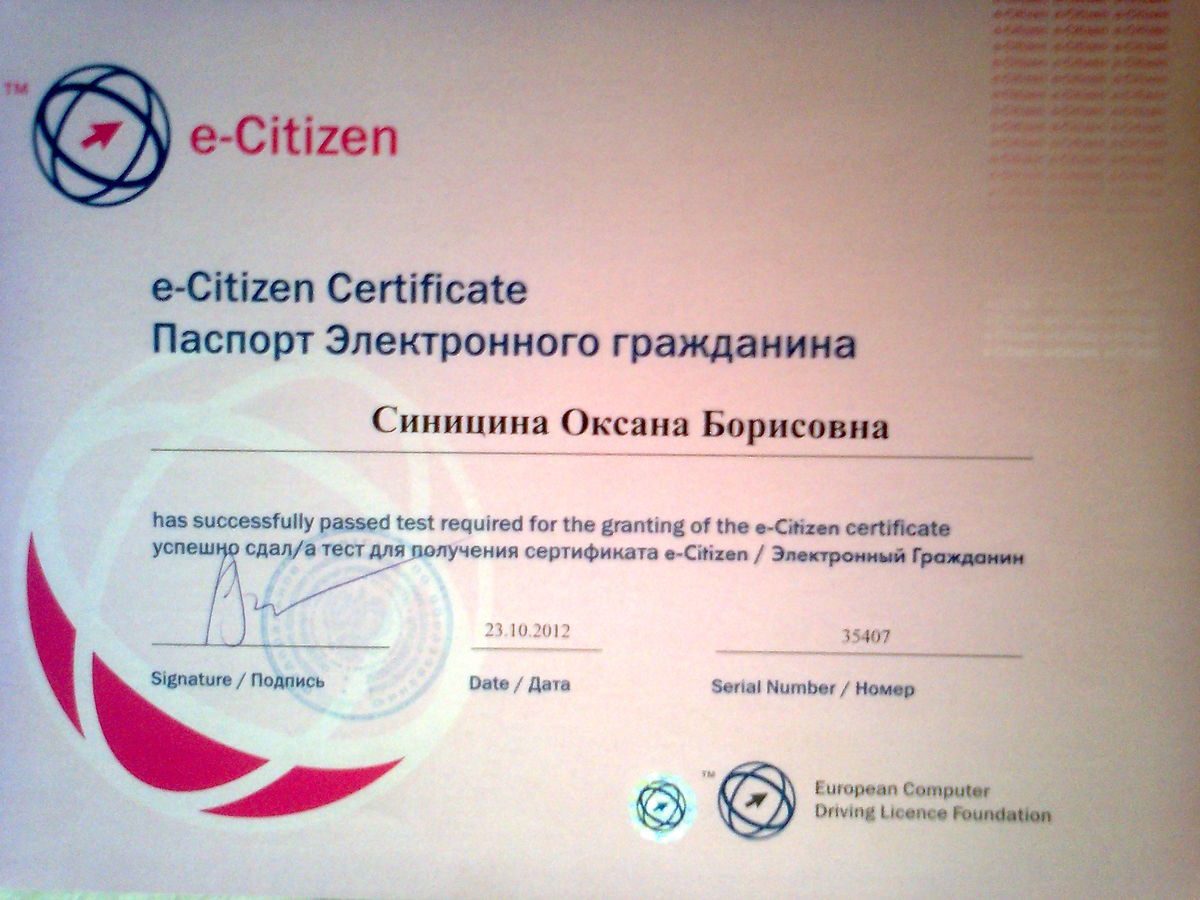 TM
e-Citizen
e-Citizen Certificate
Паспорт Электронного гражданина
Синицина Оксана Борисовна
has successfully passed test required for the granting of the e-Citizen certificate
успешно сдал/а тест для получения сертификата e-Citizen / Электронный Гражданин
23.10.2012
35407
Signature / Подпись
Date / Дата
Serial Number / Номер
TM
European Computer
Driving Licence Foundation